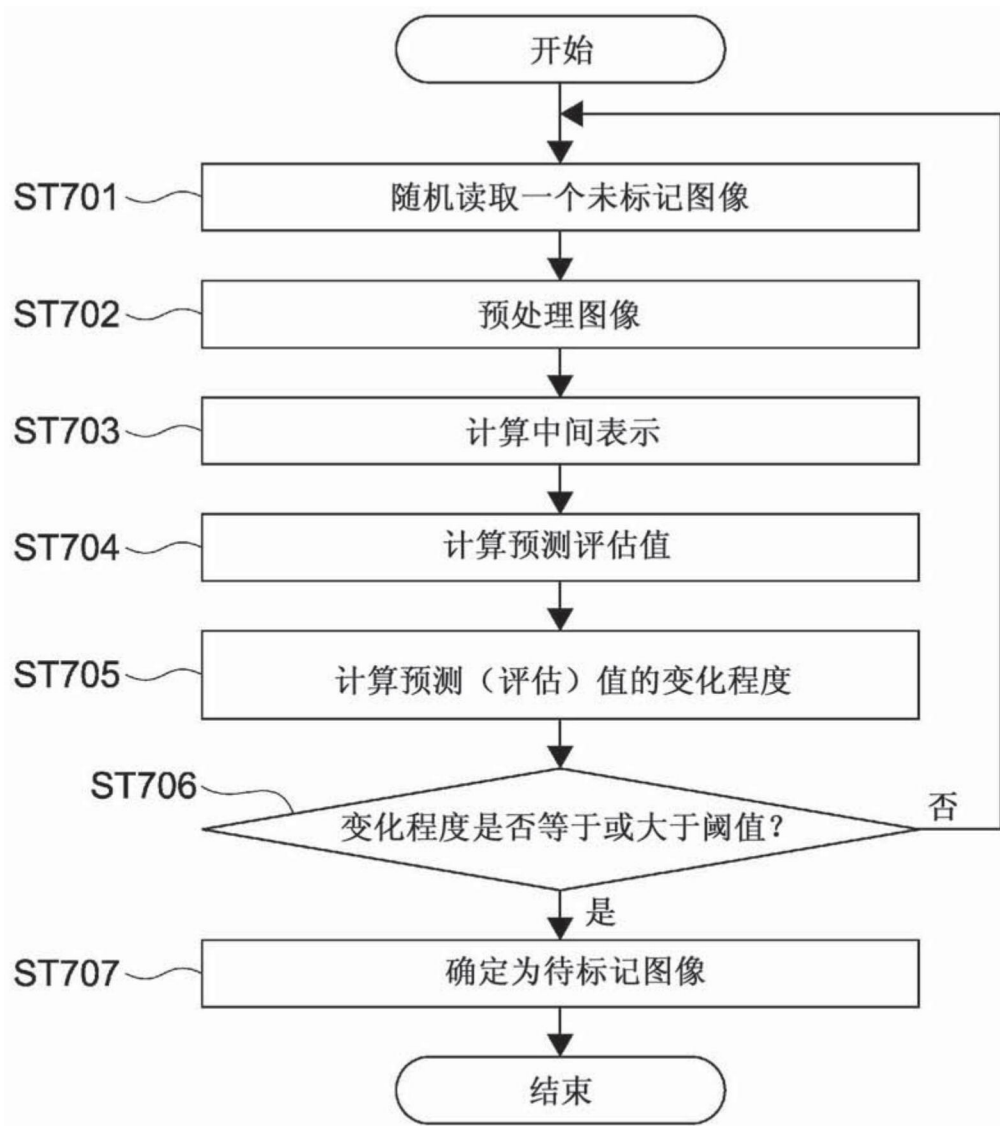 开始
ST701
随机读取一个未标记图像
ST702
预处理图像
ST703
计算中间表示
ST704
计算预测评估值
ST705
计算预测（评估）值的变化程度
ST706
变化程度是否等于或大于阈值？
否
是
ST707
确定为待标记图像
结束